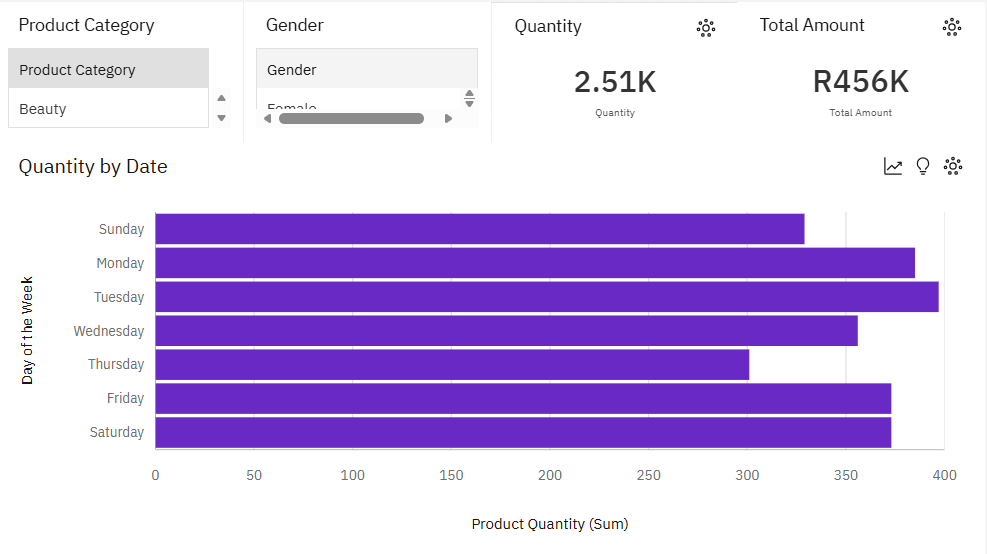 Product Category
Gender
Quantity
Total Amount
Product Category
Beauty
Gender
Female
2.51K
Quantity
R456K
Total Amount
Quantity by Date
Day of the Week
Sunday
Monday
Tuesday
Wednesday
Thursday
Friday
Saturday
0 50 100 150 200 250 300 350 400
Product Quantity (Sum)